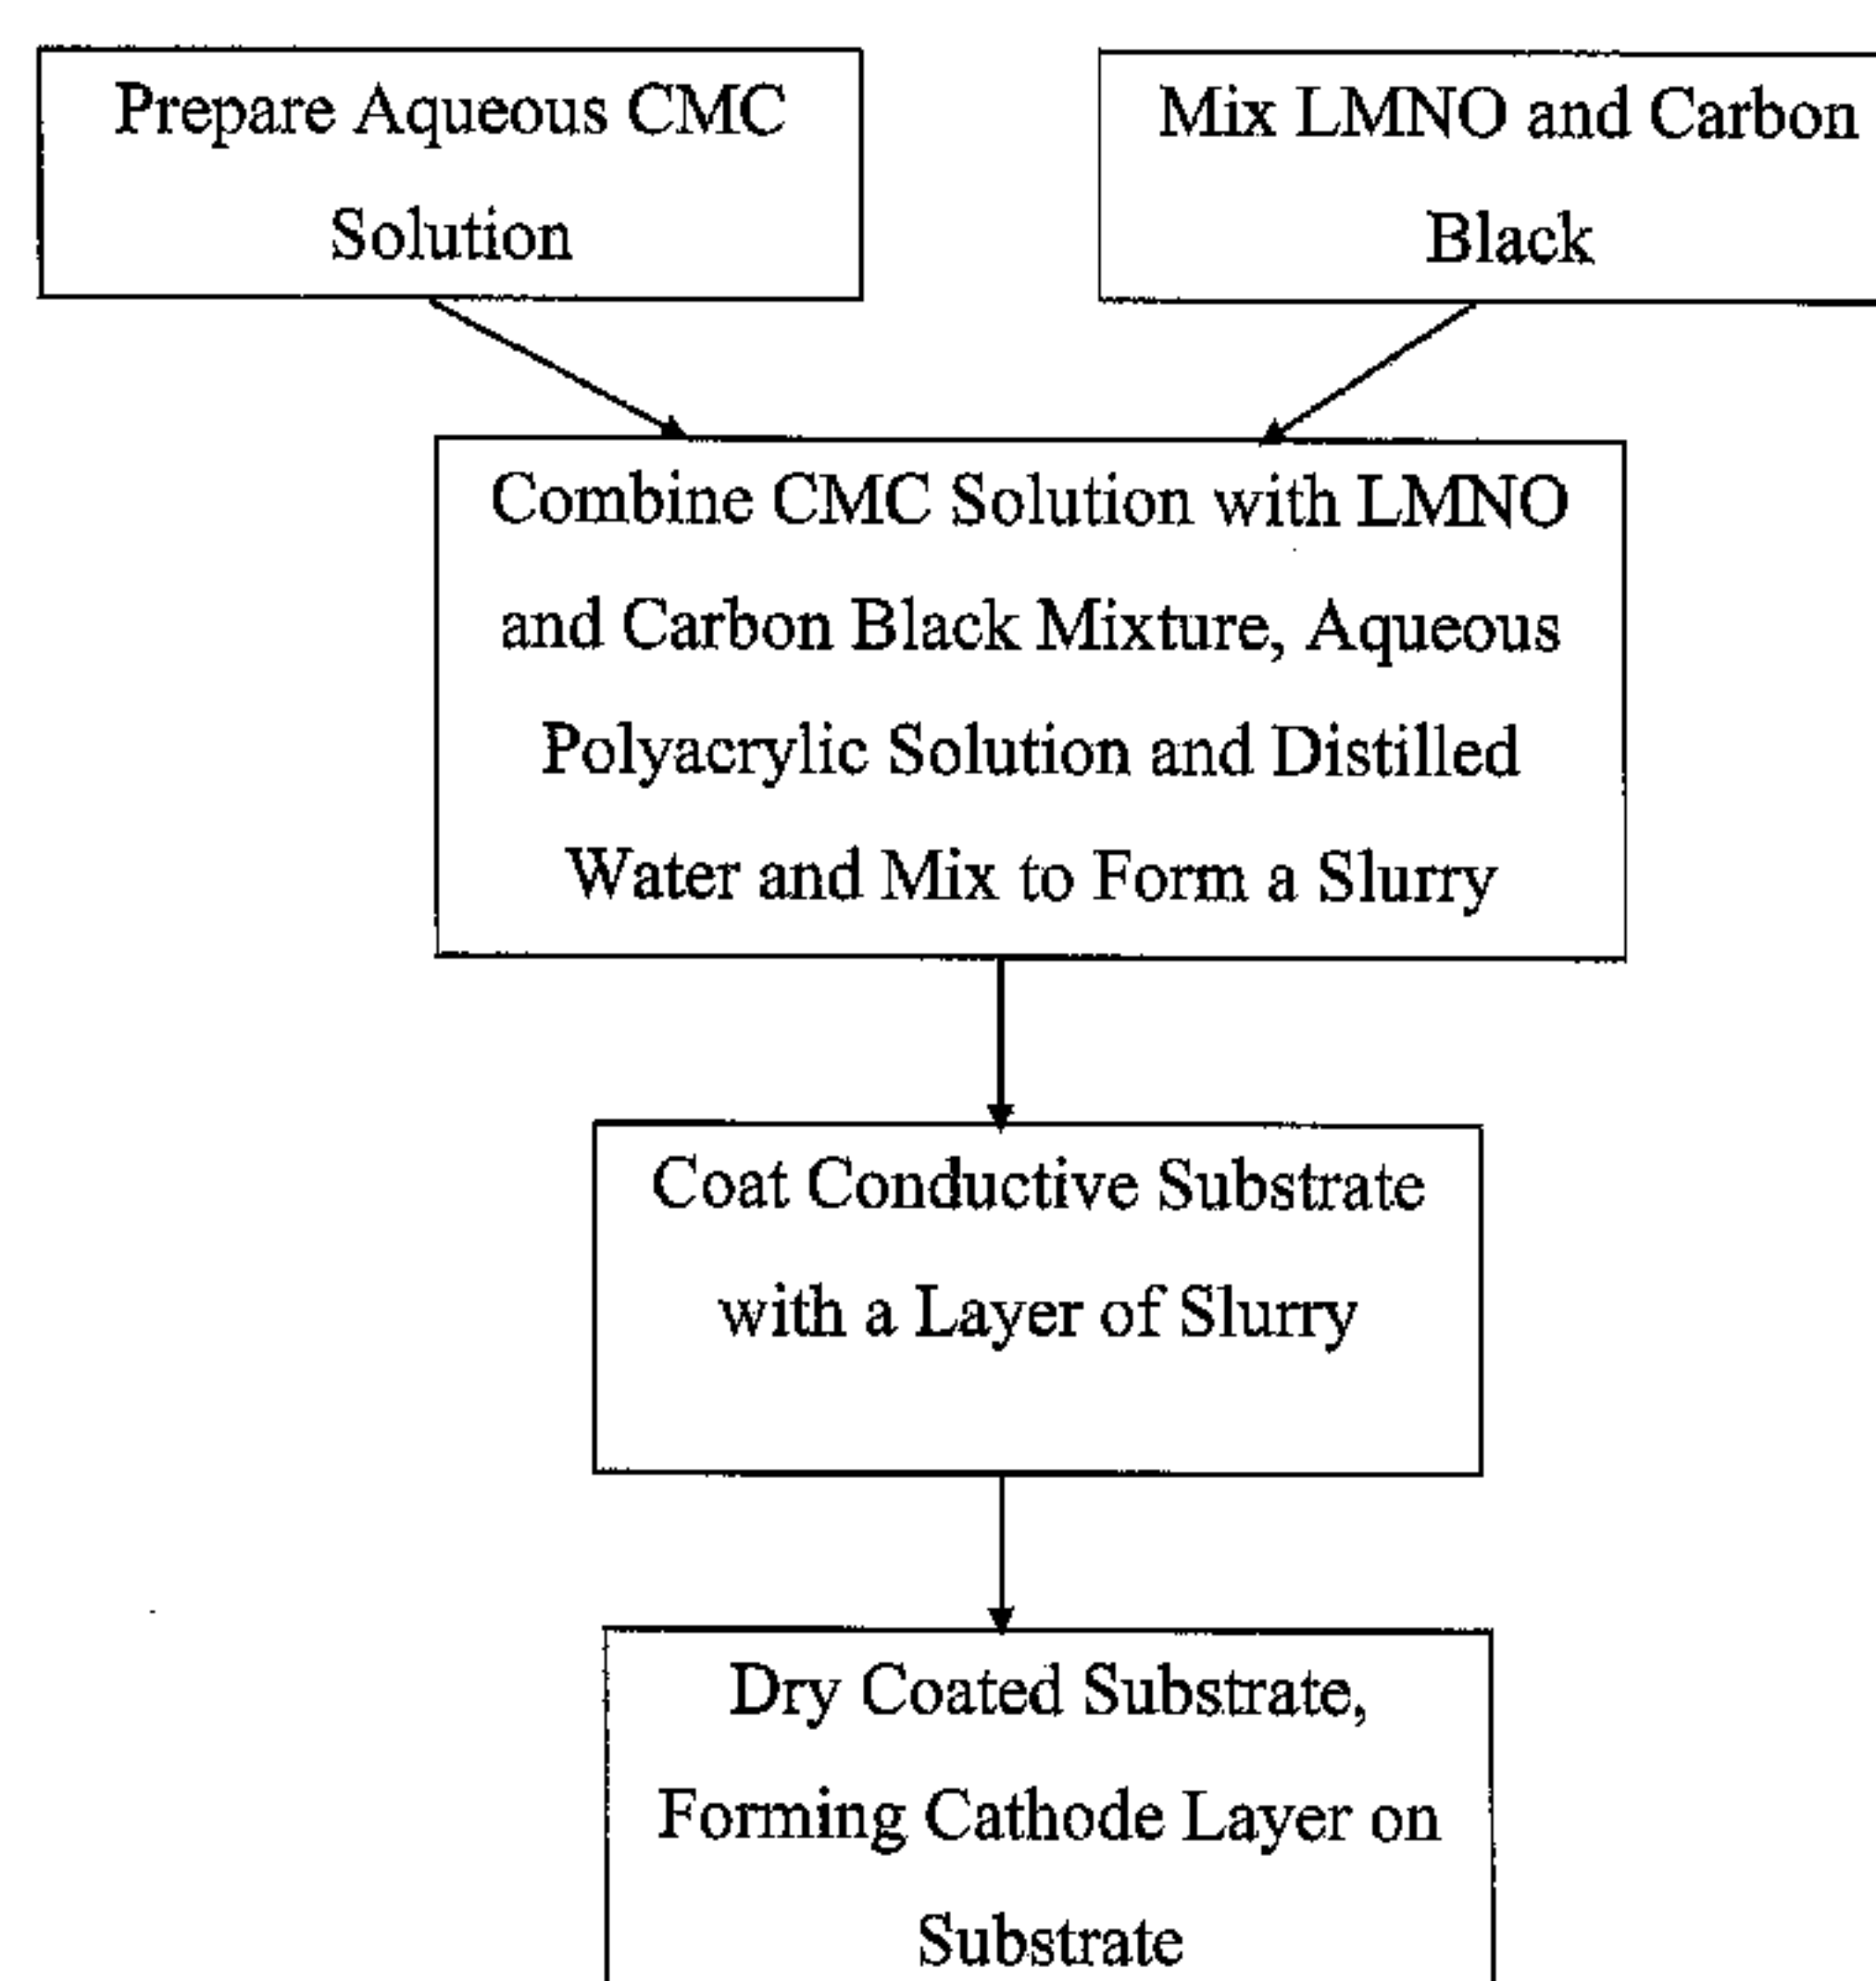 Prepare Aqueous CMC
Solution
Mix LMNO and Carbon
Black
Combine CMC Solution with LMNO
and Carbon Black Mixture, Aqueous
Polyacrylic Solution and Distilled
Water and Mix to Form a Slurry
Coat Conductive Substrate
with a Layer of Slurry
Dry Coated Substrate,
Forming Cathode Layer on
Substrate